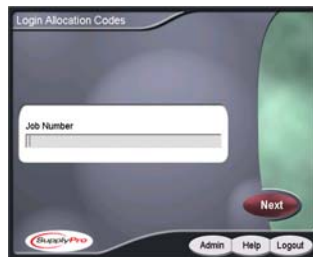 Login Allocation Codes
Job Number
Next
SupplyPro
Admin Help Logout